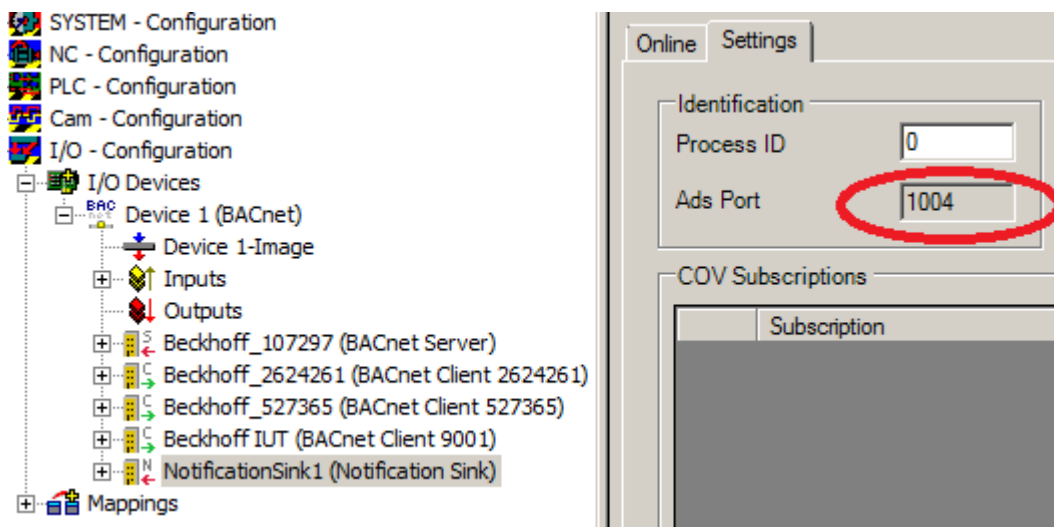 SYSTEM - Configuration
NC - Configuration
PLC - Configuration
Cam - Configuration
I/O - Configuration
I/O Devices
BAC
net
Device 1 (BACnet)
Device 1-Image
Inputs
Outputs
S
Beckhoff_107297 (BACnet Server)
C
Beckhoff_2624261 (BACnet Client 2624261)
C
Beckhoff_527365 (BACnet Client 527365)
C
Beckhoff IUT (BACnet Client 9001)
N
NotificationSink1 (Notification Sink)
Mappings
Online Settings
Identification
Process ID 0
Ads Port 1004
COV Subscriptions
Subscription